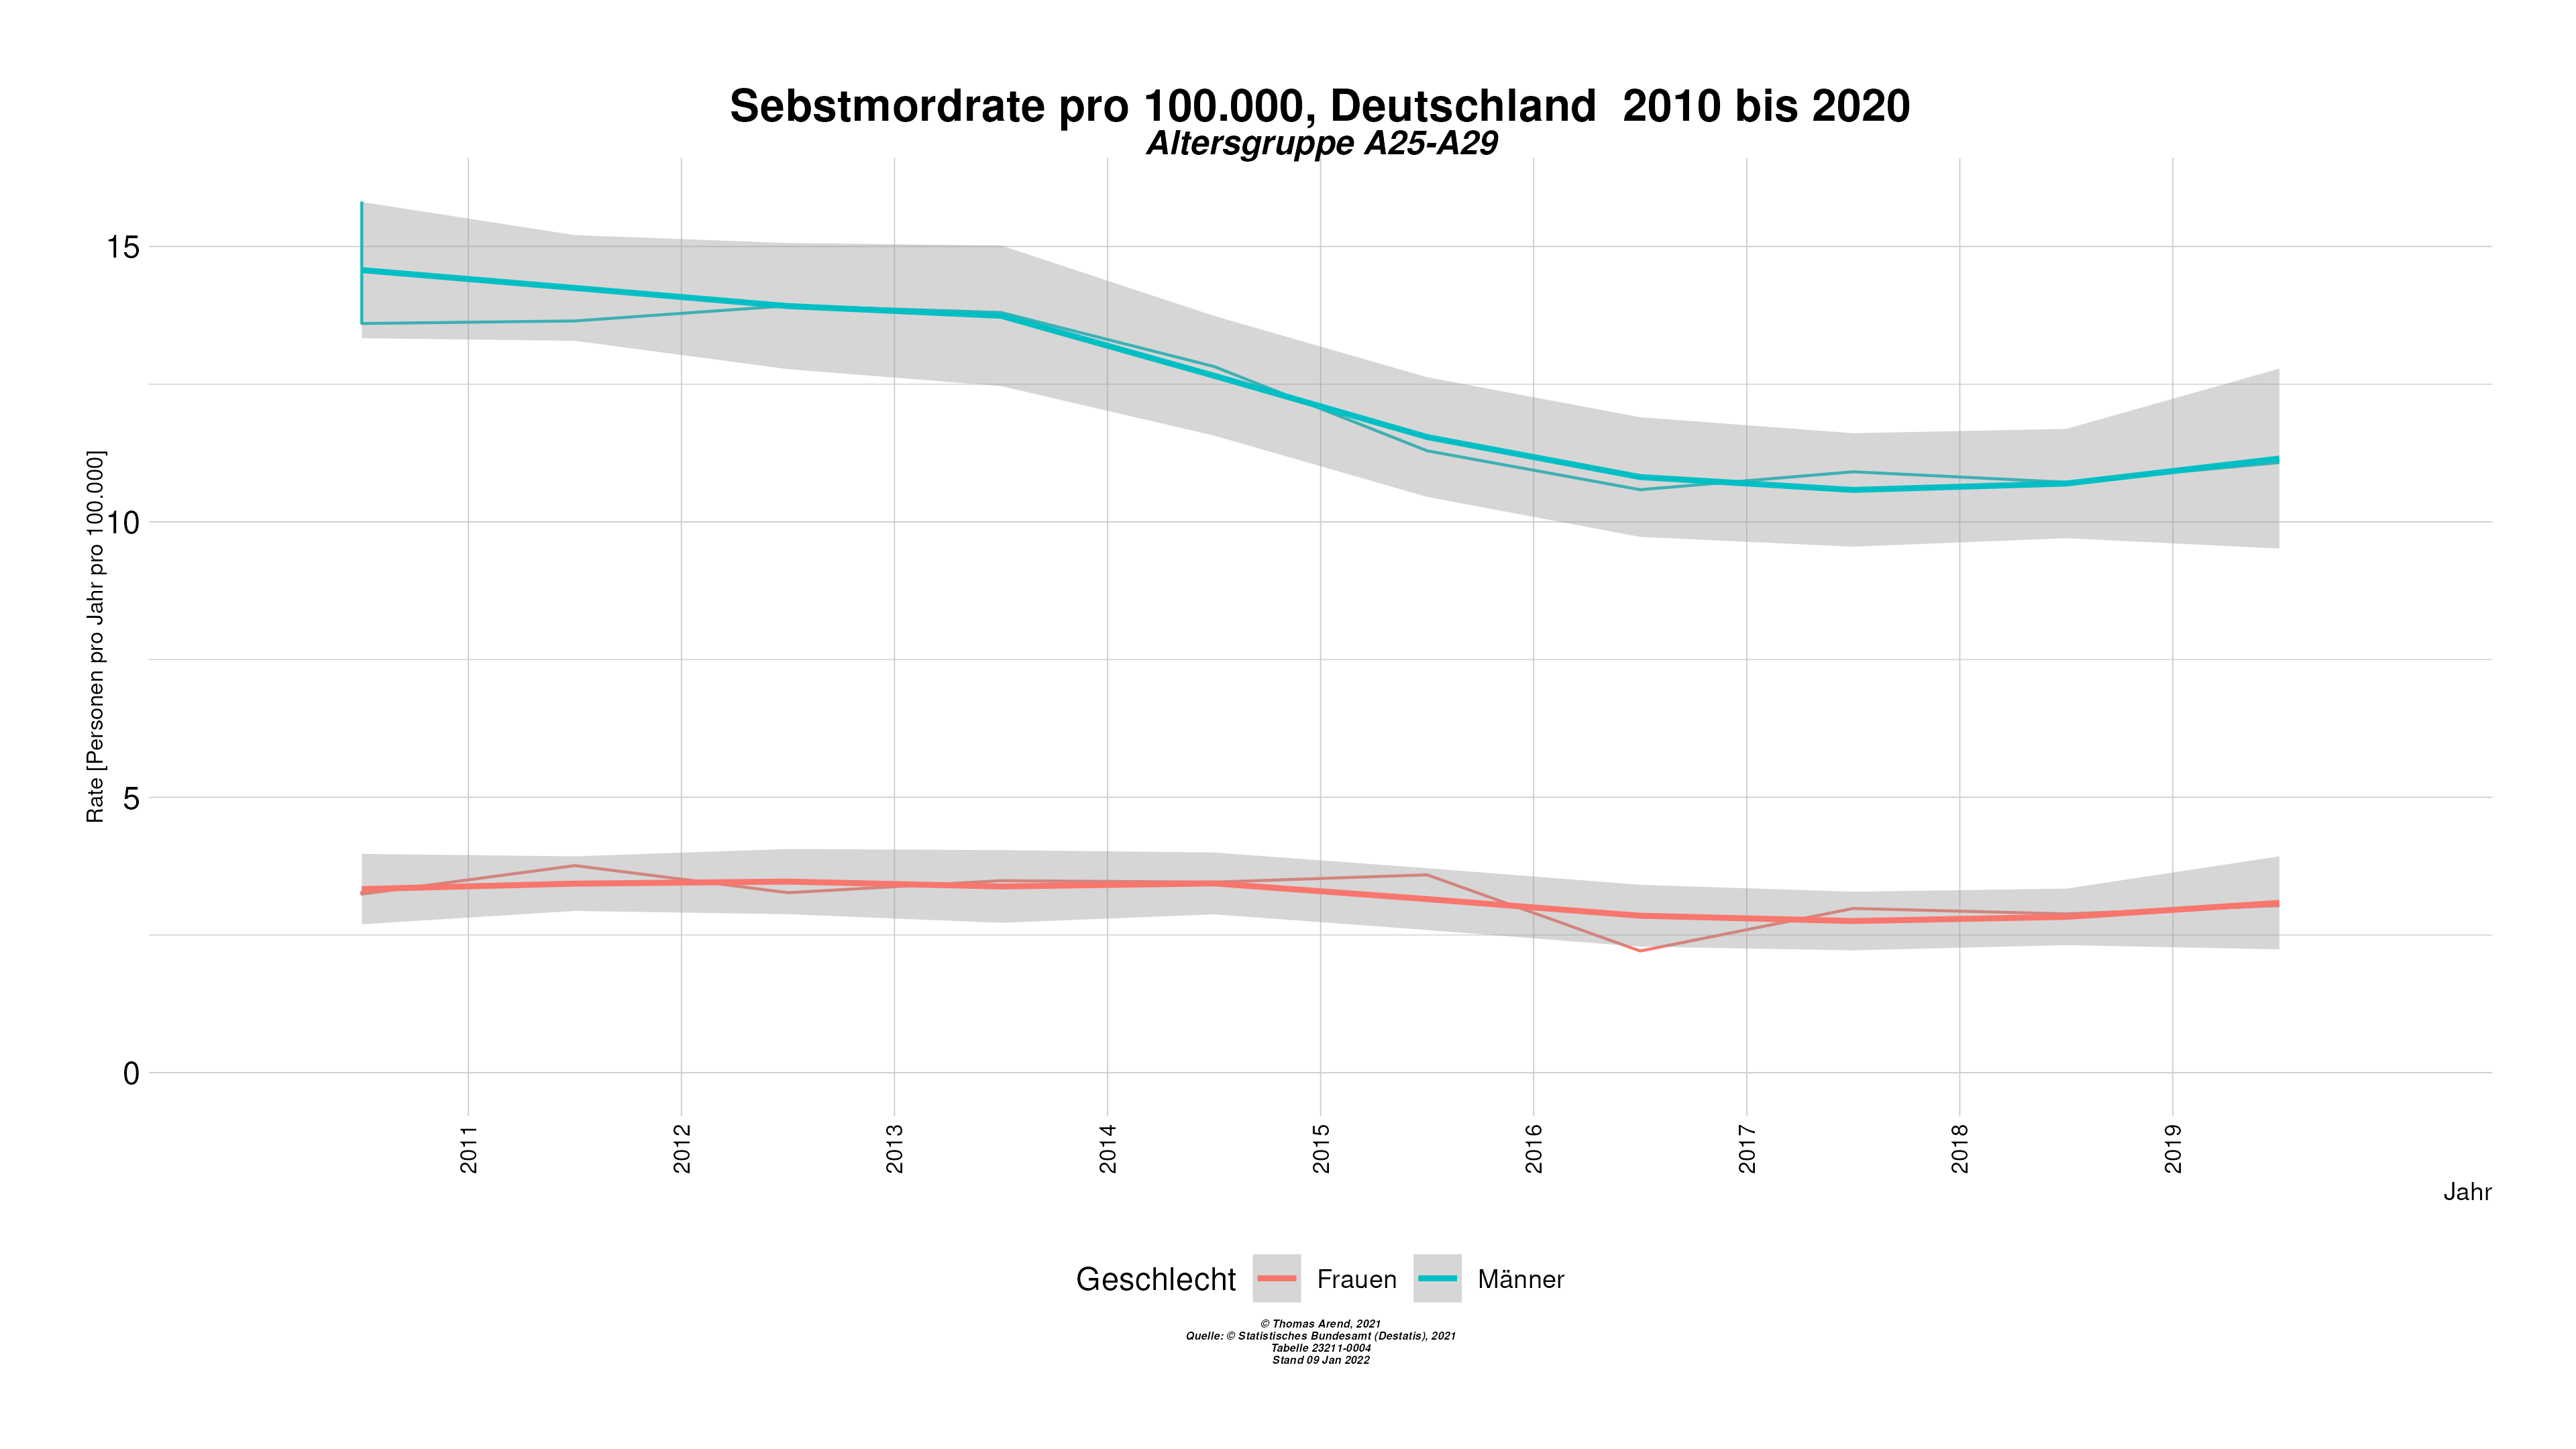 Sebstmordrate pro 100.000, Deutschland  2010 bis 2020
Altersgruppe A25-A29
Rate [Personen pro Jahr pro 100.000]
15
10
5
0
2011
2012
2013
2014
2015
2016
2017
2018
2019
Jahr
Geschlecht Frauen Männer
© Thomas Arend, 2021
Quelle: © Statistisches Bundesamt (Destatis), 2021
Tabelle 23211-0004
Stand 09 Jan 2022